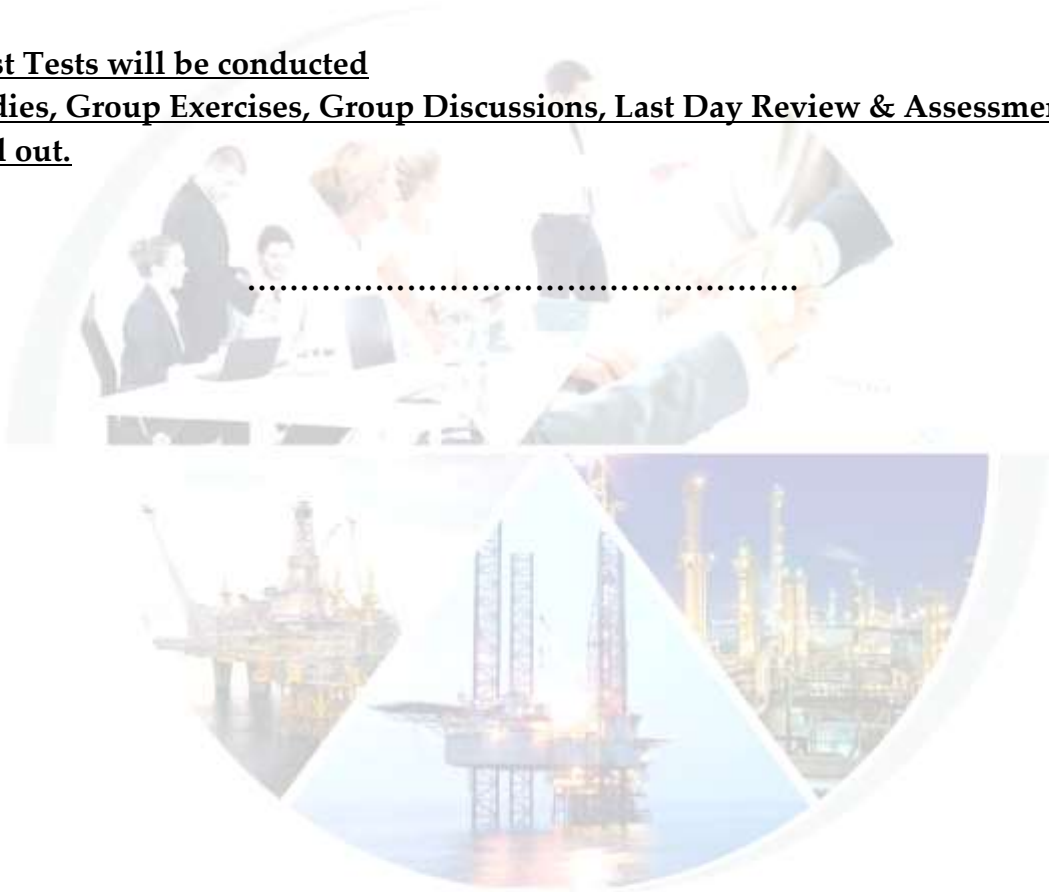 st Tests will be conducted
dies, Group Exercises, Group Discussions, Last Day Review & Assessmen
l out.
……………………………………………….